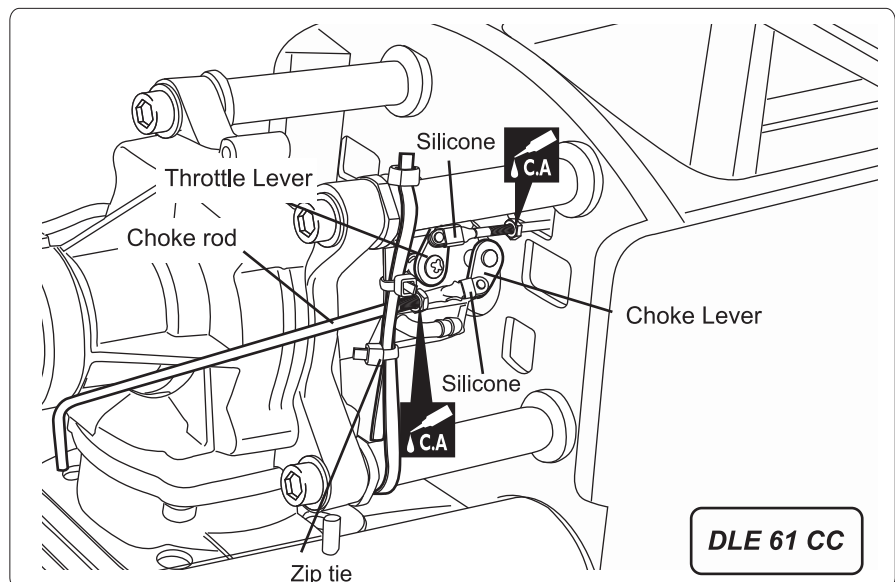 Silicone
C.A
Throttle Lever
Choke rod
Choke Lever
Silicone
C.A
DLE 61 CC
Zip tie